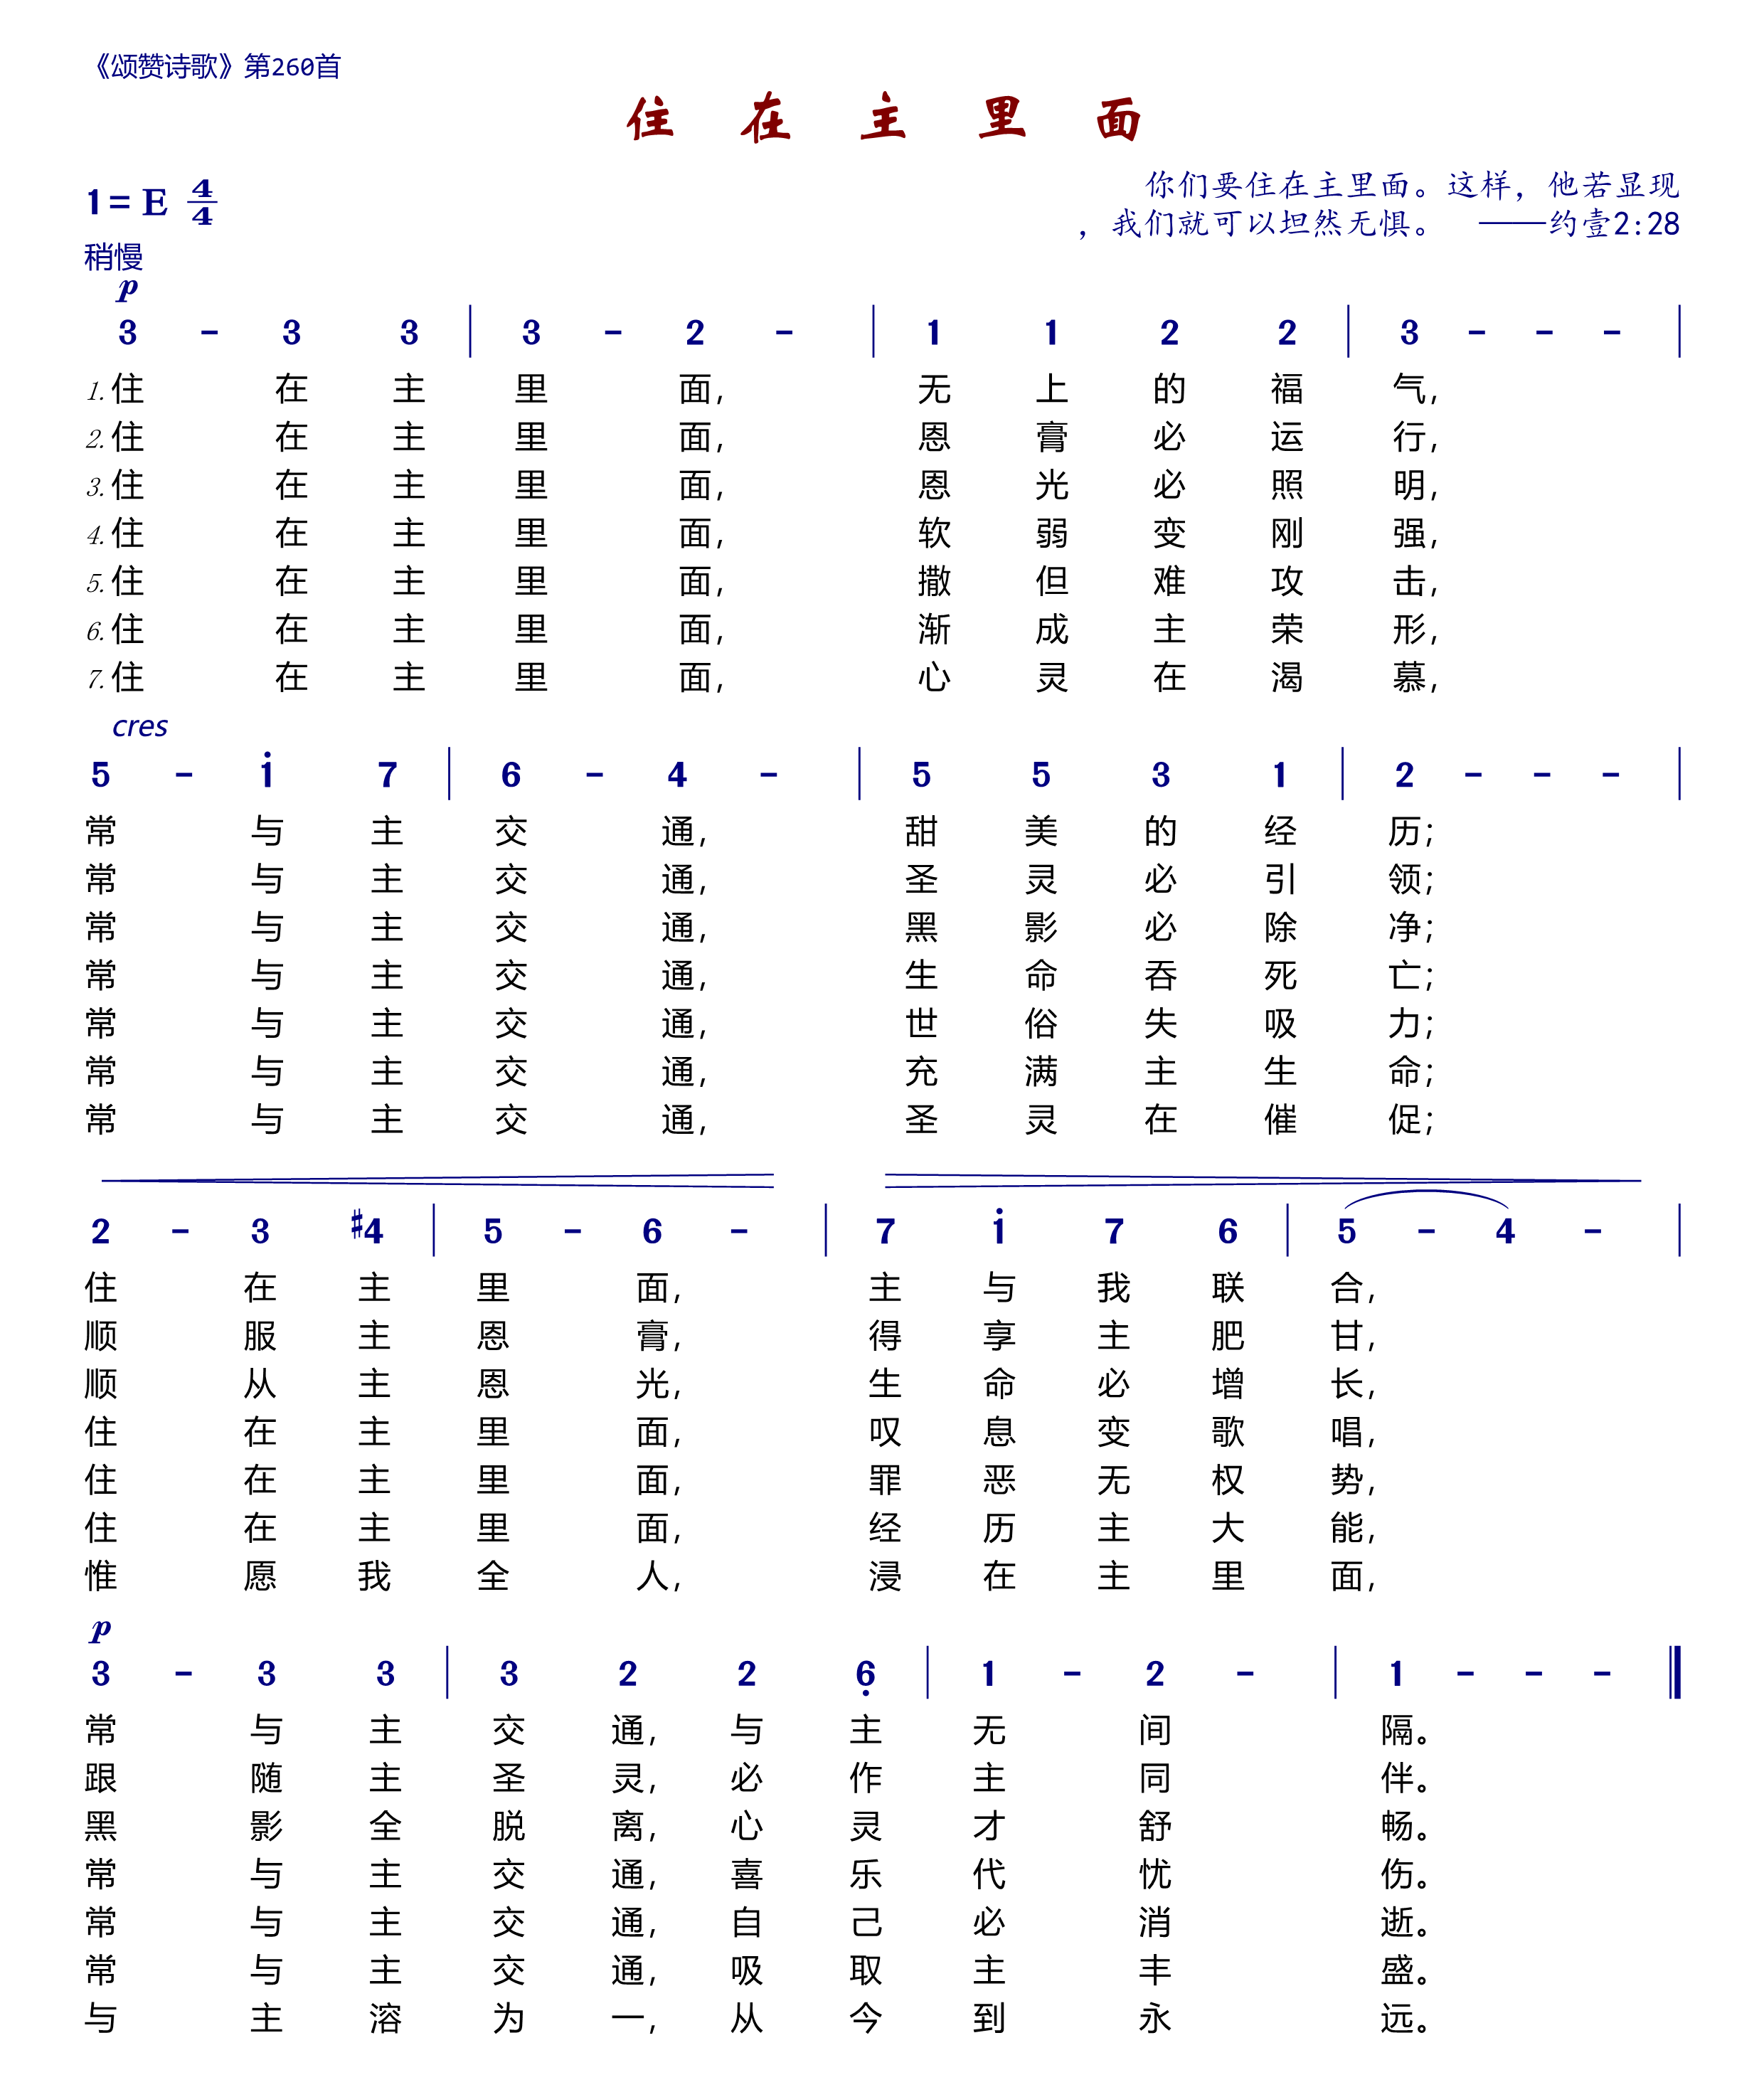 《颂赞诗歌》第260首
住 在 主 里 面
1 = E 4/4
你们要住在主里面。这样，他若显现
，我们就可以坦然无惧。 ——约壹2:28
稍慢
p
3 - 3 3 | 3 - 2 - | 1 1 2 2 | 3 - - - |
1. 住 在 主 里 面, 无 上 的 福 气,
2. 住 在 主 里 面, 恩 膏 必 运 行,
3. 住 在 主 里 面, 恩 光 必 照 明,
4. 住 在 主 里 面, 软 弱 变 刚 强,
5. 住 在 主 里 面, 撒 但 难 攻 击,
6. 住 在 主 里 面, 渐 成 主 荣 形,
7. 住 在 主 里 面, 心 灵 在 渴 慕,
cres
5 - i 7 | 6 - 4 - | 5 5 3 1 | 2 - - - |
常 与 主 交 通, 甜 美 的 经 历;
常 与 主 交 通, 圣 灵 必 引 领;
常 与 主 交 通, 黑 影 必 除 净;
常 与 主 交 通, 生 命 吞 死 亡;
常 与 主 交 通, 世 俗 失 吸 力;
常 与 主 交 通, 充 满 主 生 命;
常 与 主 交 通, 圣 灵 在 催 促;
2 - 3 ♯4 | 5 - 6 - | 7 i 7 6 | 5 - 4 - |
住 在 主 里 面, 主 与 我 联 合,
顺 服 主 恩 膏, 得 享 主 肥 甘,
顺 从 主 恩 光, 生 命 必 增 长,
住 在 主 里 面, 叹 息 变 歌 唱,
住 在 主 里 面, 罪 恶 无 权 势,
住 在 主 里 面, 经 历 主 大 能,
惟 愿 我 全 人, 浸 在 主 里 面,
p
3 - 3 3 | 3 2 2 6̣ | 1 - 2 - | 1 - - - ‖
常 与 主 交 通, 与 主 无 间 隔。
跟 随 主 圣 灵, 必 作 主 同 伴。
黑 影 全 脱 离, 心 灵 才 舒 畅。
常 与 主 交 通, 喜 乐 代 忧 伤。
常 与 主 交 通, 自 己 必 消 逝。
常 与 主 交 通, 吸 取 主 丰 盛。
与 主 溶 为 一, 从 今 到 永 远。